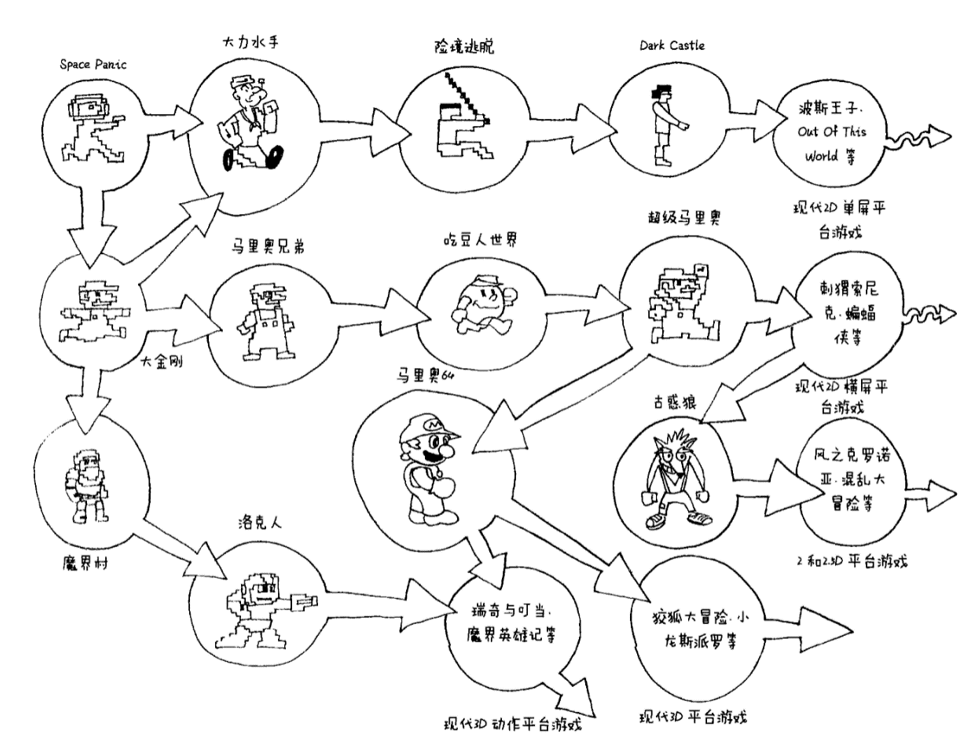 Space Panic
大力水手
险境逃脱
Dark Castle
波斯王子.
Out Of This
World 等
现代2D 单屏平
台游戏
大金刚
马里奥兄弟
吃豆人世界
超级马里奥
刺猬索尼
克.蝙蝠
侠等
现代2D 横屏平
台游戏
魔界村
马里奥64
M
古惑狼
风之克罗诺
亚.混乱大
冒险等
2 和2.5D 平台游戏
洛克人
瑞奇与叮当.
魔界英雄记等
现代3D 动作平台游戏
狡狐大冒险.小
龙斯派罗等
现代3D 平台游戏